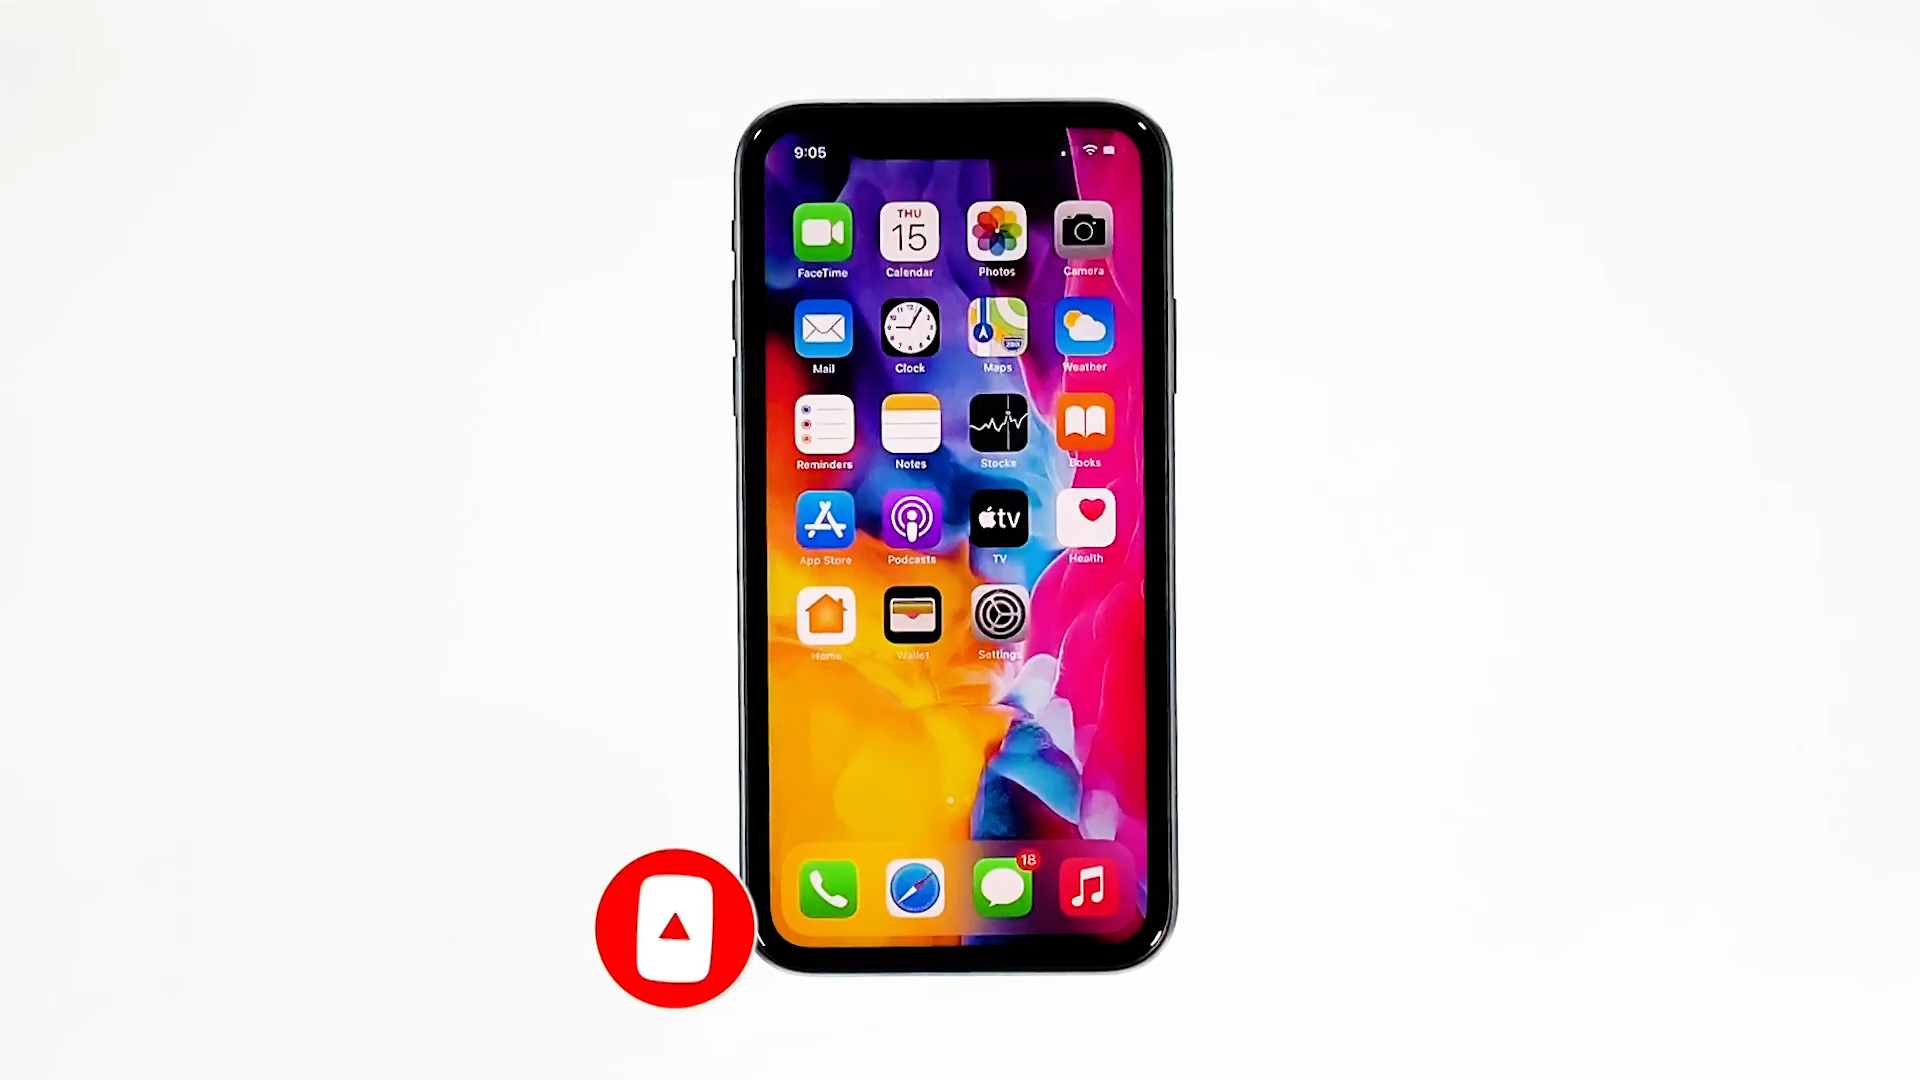 9:05
THU
15
FaceTime Calendar Photos Camera
280
Mail Clock Maps Weather
Reminders Notes Stocks Books
tv
App Store Podcasts TV Health
Home Wallet Settings
18